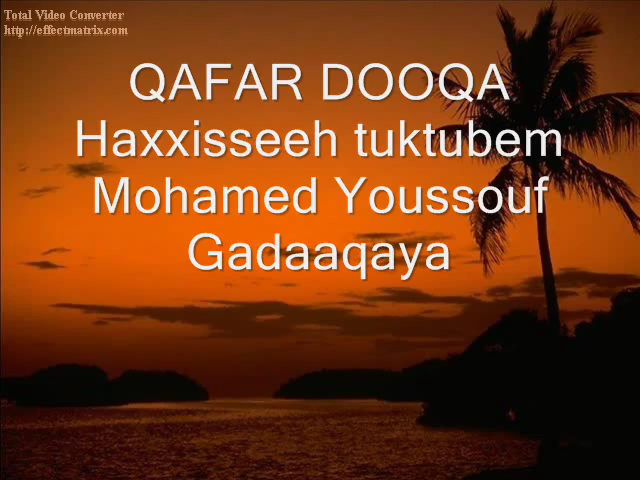 Total Video Converter
http://effectmatrix.com
QAFAR DOOQA
Haxxisseeh tuktubem
Mohamed Youssouf
Gadaaqaya